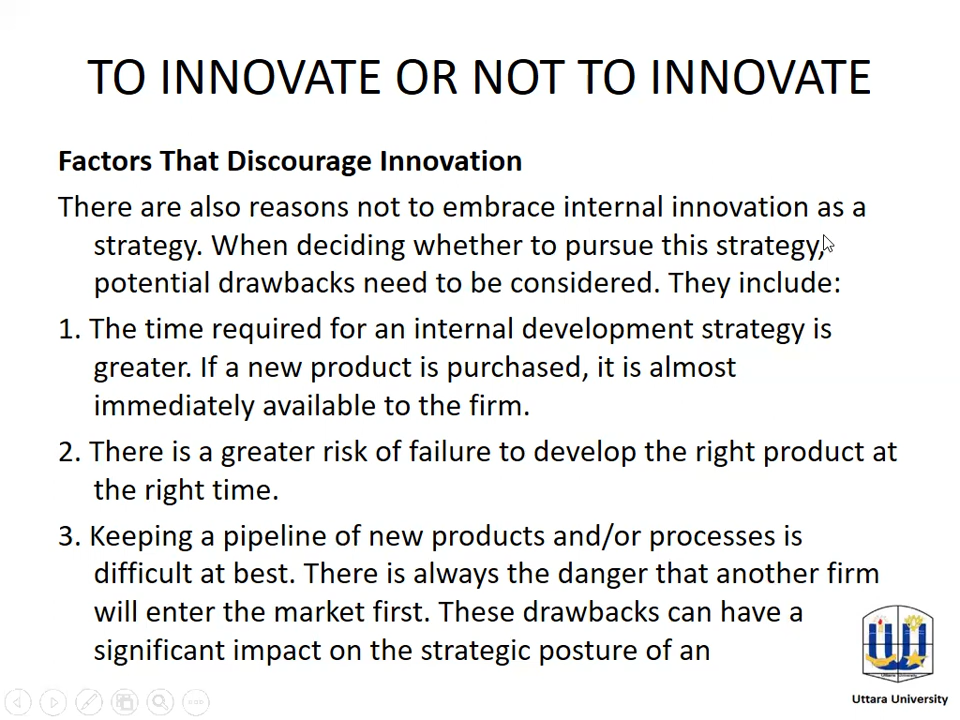 TO INNOVATE OR NOT TO INNOVATE
Factors That Discourage Innovation
There are also reasons not to embrace internal innovation as a
strategy. When deciding whether to pursue this strategy,
potential drawbacks need to be considered. They include:
1. The time required for an internal development strategy is
greater. If a new product is purchased, it is almost
immediately available to the firm.
2. There is a greater risk of failure to develop the right product at
the right time.
3. Keeping a pipeline of new products and/or processes is
difficult at best. There is always the danger that another firm
will enter the market first. These drawbacks can have a
significant impact on the strategic posture of an
Uttara University